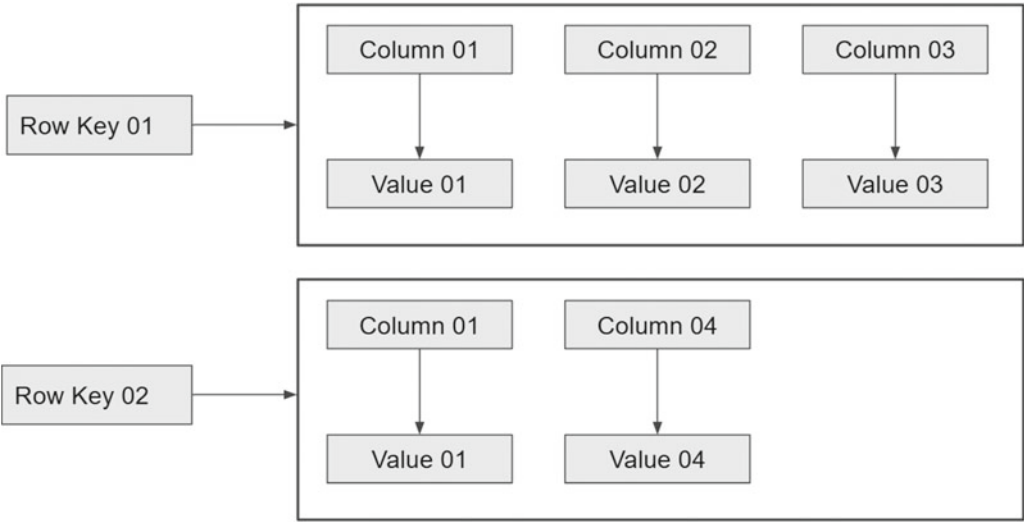 Column 01
Column 02
Column 03
Row Key 01
Value 01
Value 02
Value 03
Column 01
Column 04
Row Key 02
Value 01
Value 04